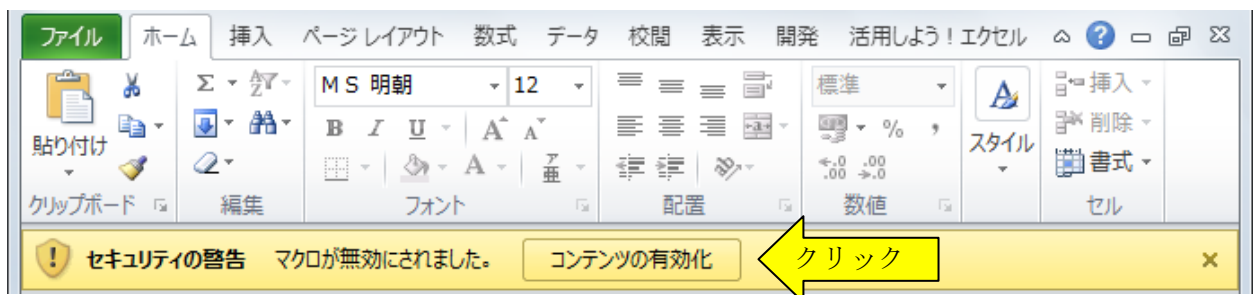 ファイル ホーム 挿入 ページ レイアウト 数式 データ 校閲 表示 開発 活用しよう！エクセル
MS 明朝 12 標準 挿入
貼り付け B I U A A % , スタイル 削除
A 亜 .0 .00 .00 .0 書式
クリップボード 編集 フォント 配置 数値 セル
セキュリティの警告 マクロが無効にされました。 コンテンツの有効化 クリック